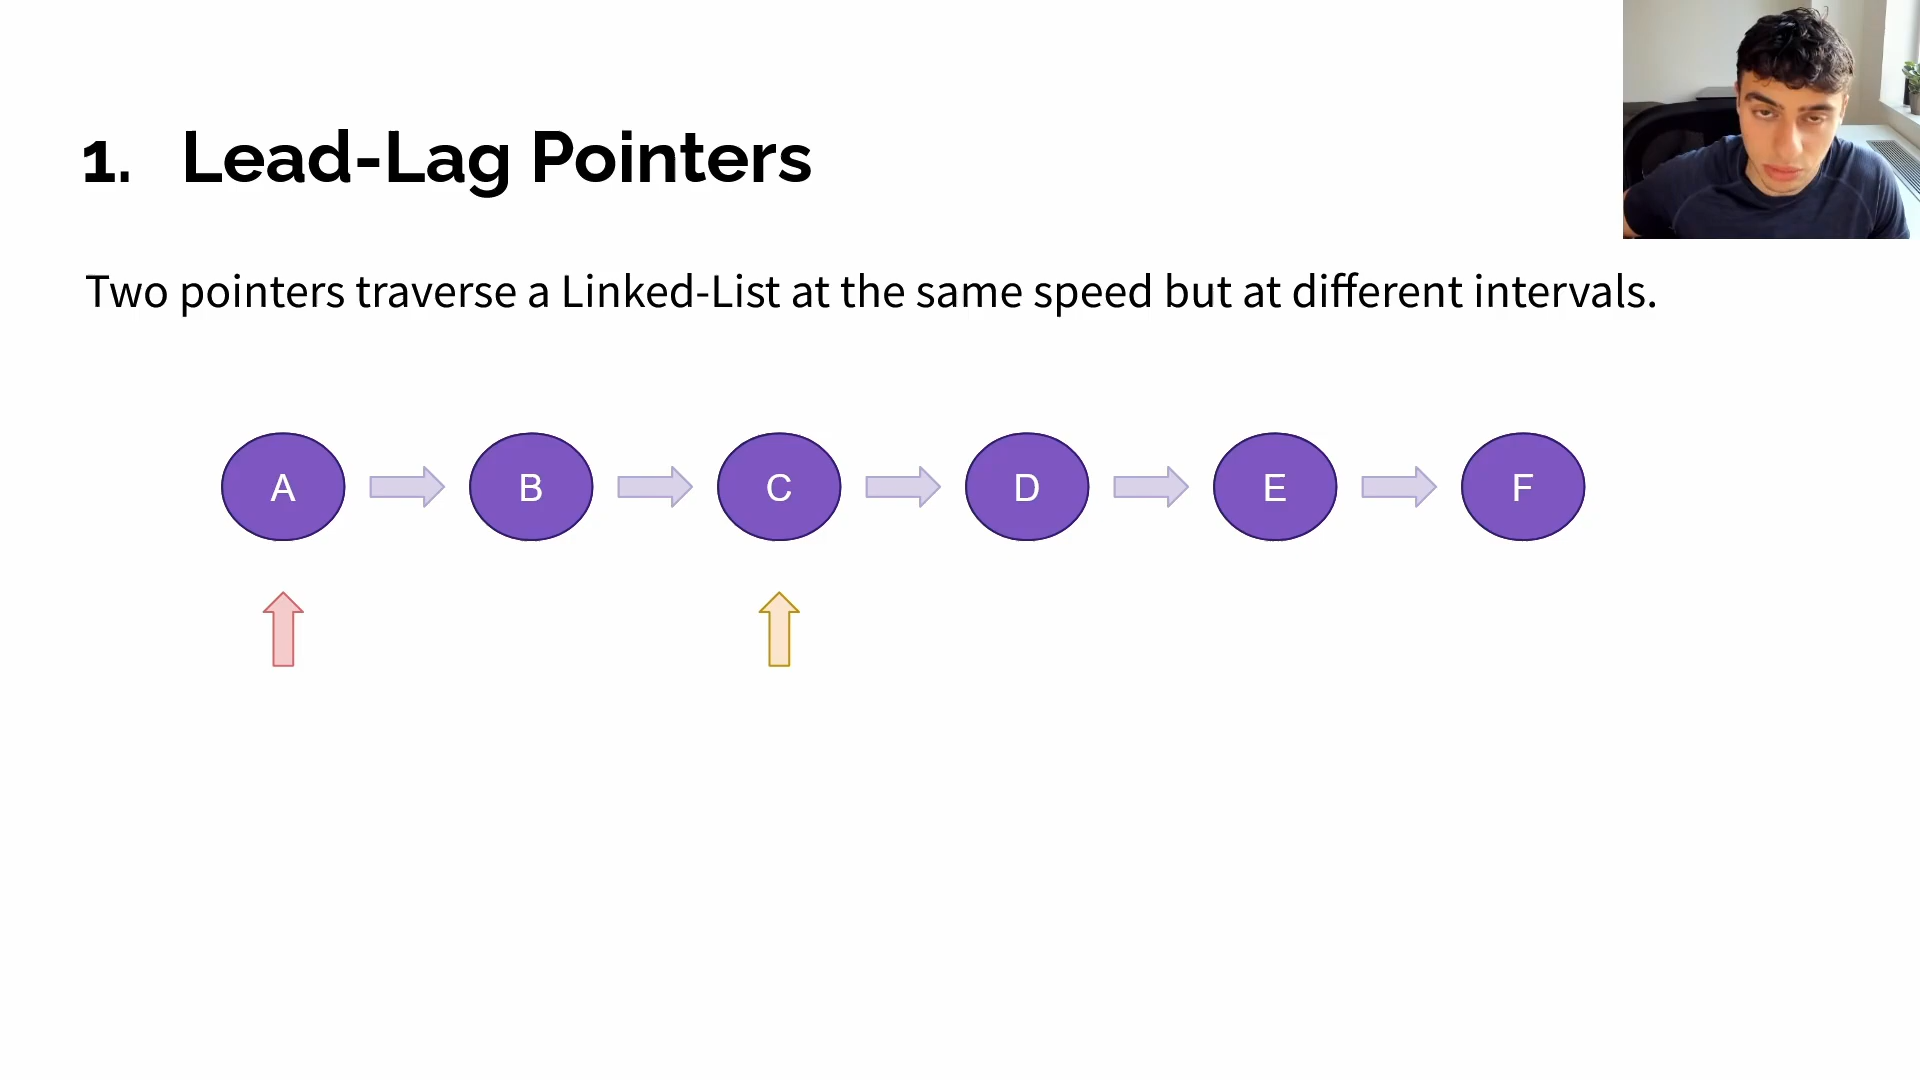 1. Lead-Lag Pointers
Two pointers traverse a Linked-List at the same speed but at different intervals.
A B C D E F